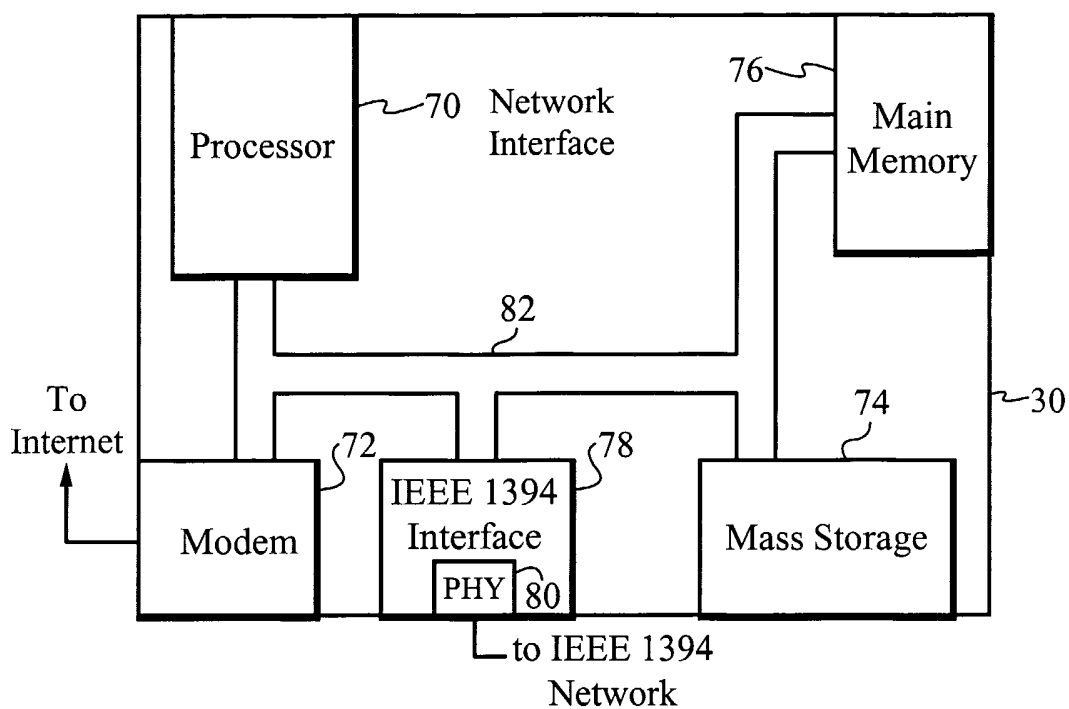 76
70
Network
Interface
Processor
Main
Memory
82
To
Internet
30
74
72
78
IEEE 1394
Interface
Modem
Mass Storage
PHY
80
to IEEE 1394
Network